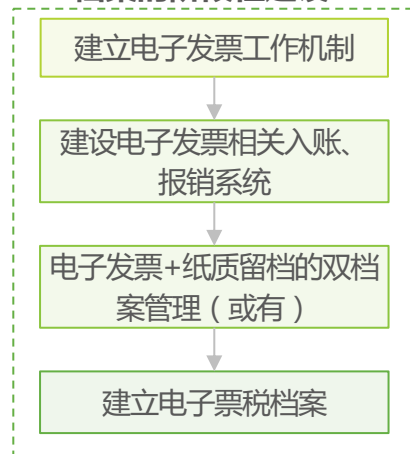 建立电子发票工作机制
建设电子发票相关入账、
报销系统
电子发票+纸质留档的双档
案管理（或有）
建立电子票税档案